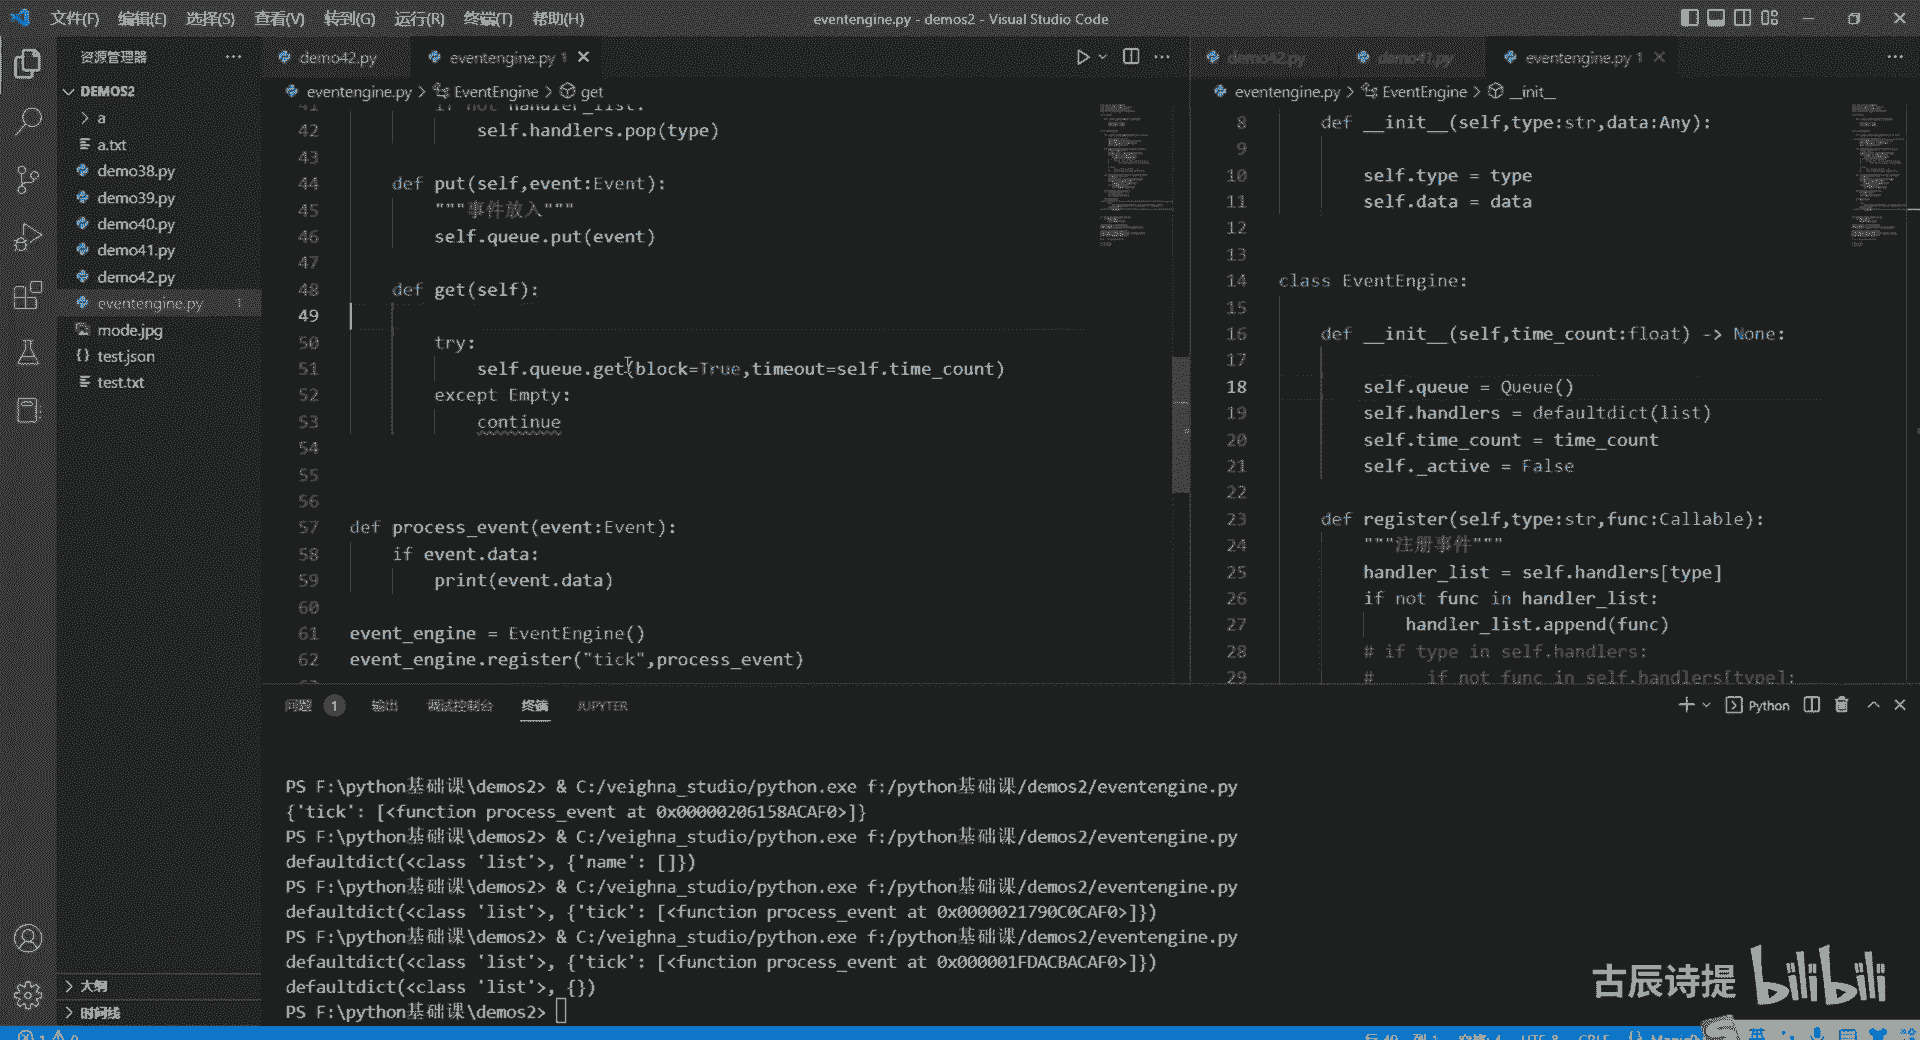 文件(F) 编辑(E) 选择(S) 查看(V) 转到(G) 运行(R) 终端(T) 帮助(H)
eventengine.py - demos2 - Visual Studio Code
资源管理器
DEMOS2
a
a.txt
demo38.py
demo39.py
demo40.py
demo41.py
demo42.py
eventengine.py 1
mode.jpg
test.json
test.txt
大纲
时间线
demo42.py
eventengine.py 1
eventengine.py > EventEngine > get
41 if not handler_list:
42 self.handlers.pop(type)
43
44 def put(self,event:Event):
45 """事件放入"""
46 self.queue.put(event)
47
48 def get(self):
49
50 try:
51 self.queue.get(block=True,timeout=self.time_count)
52 except Empty:
53 continue
54
55
56
57 def process_event(event:Event):
58 if event.data:
59 print(event.data)
60
61 event_engine = EventEngine()
62 event_engine.register("tick",process_event)
demo42.py
demo41.py
eventengine.py 1
eventengine.py > EventEngine > __init__
8 def __init__(self,type:str,data:Any):
9
10 self.type = type
11 self.data = data
12
13
14 class EventEngine:
15
16 def __init__(self,time_count:float) -> None:
17
18 self.queue = Queue()
19 self.handlers = defaultdict(list)
20 self.time_count = time_count
21 self._active = False
22
23 def register(self,type:str,func:Callable):
24 """注册事件"""
25 handler_list = self.handlers[type]
26 if not func in handler_list:
27 handler_list.append(func)
28 # if type in self.handlers:
29 # if not func in self.handlers[type]:
问题 1 输出 调试控制台 终端 JUPYTER
Python
PS F:\python基础课\demos2> & C:/veighna_studio/python.exe f:/python基础课/demos2/eventengine.py
{'tick': [<function process_event at 0x00000206158ACAF0>]}
PS F:\python基础课\demos2> & C:/veighna_studio/python.exe f:/python基础课/demos2/eventengine.py
defaultdict(<class 'list'>, {'name': []})
PS F:\python基础课\demos2> & C:/veighna_studio/python.exe f:/python基础课/demos2/eventengine.py
defaultdict(<class 'list'>, {'tick': [<function process_event at 0x0000021790C0CAF0>]})
PS F:\python基础课\demos2> & C:/veighna_studio/python.exe f:/python基础课/demos2/eventengine.py
defaultdict(<class 'list'>, {'tick': [<function process_event at 0x000001FDACBACAF0>]})
defaultdict(<class 'list'>, {})
PS F:\python基础课\demos2>
古辰诗提 bilibili